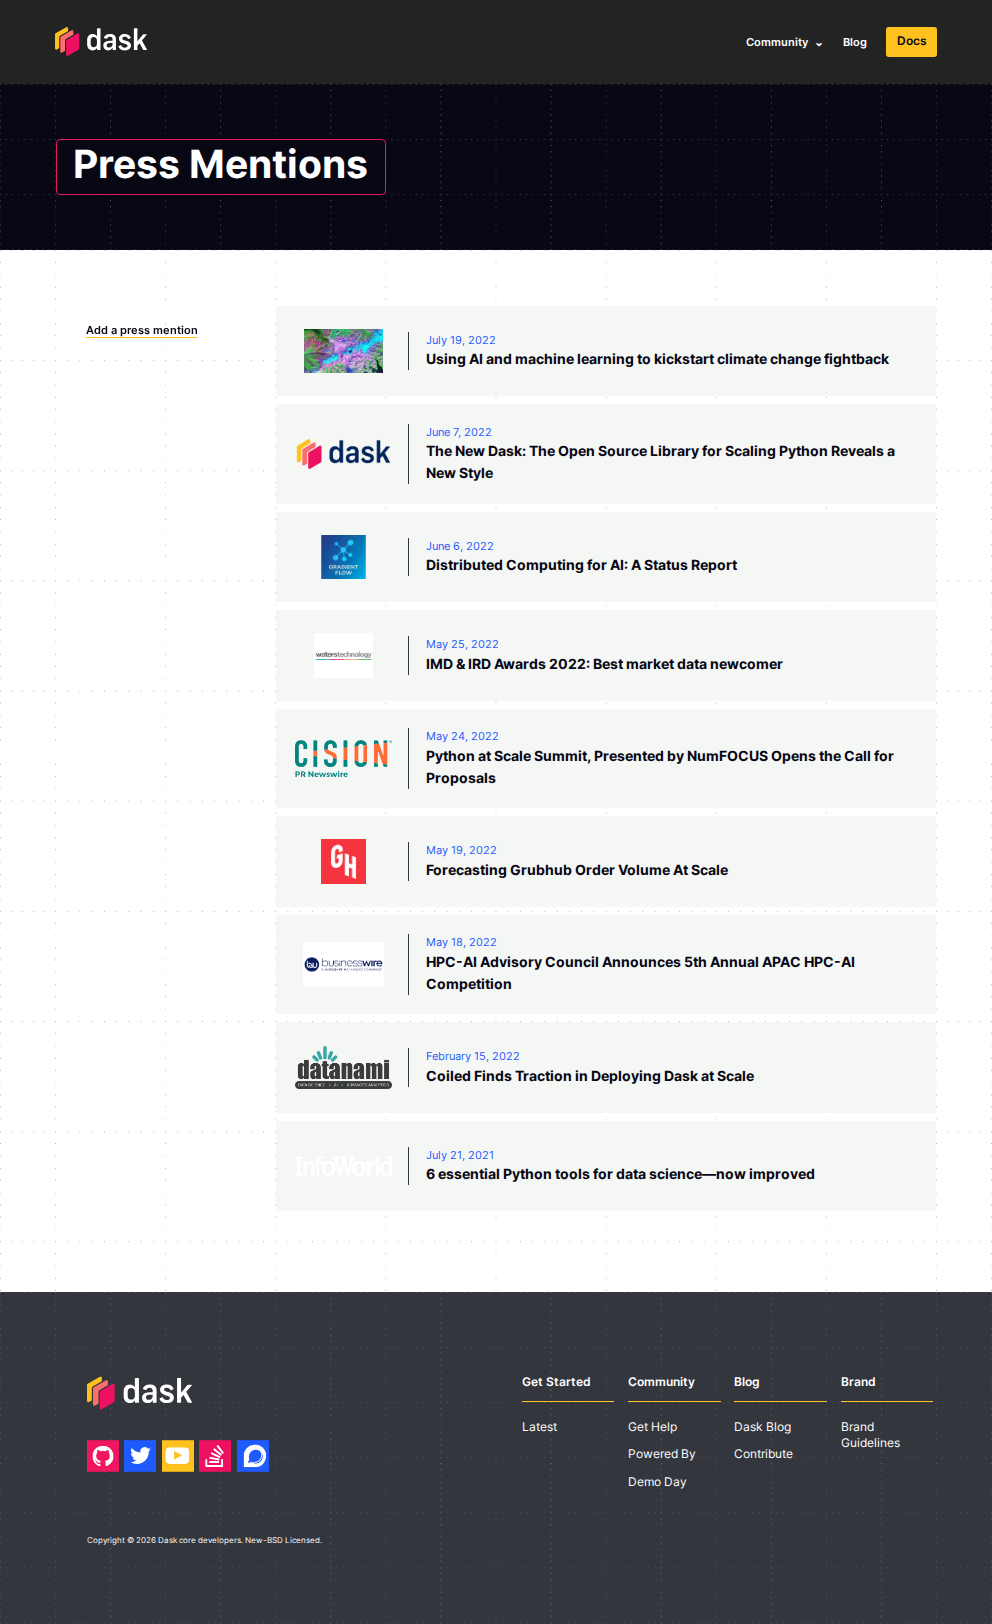 dask
Community
Blog
Docs
Press Mentions
Add a press mention
July 19, 2022
Using AI and machine learning to kickstart climate change fightback
dask
June 7, 2022
The New Dask: The Open Source Library for Scaling Python Reveals a
New Style
GRADIENT
FLOW
June 6, 2022
Distributed Computing for AI: A Status Report
waterstechnology
May 25, 2022
IMD & IRD Awards 2022: Best market data newcomer
CISION
PR Newswire
May 24, 2022
Python at Scale Summit, Presented by NumFOCUS Opens the Call for
Proposals
GH
May 19, 2022
Forecasting Grubhub Order Volume At Scale
businesswire
May 18, 2022
HPC-AI Advisory Council Announces 5th Annual APAC HPC-AI
Competition
datanami
DATA SCIENCE • AI • ADVANCED ANALYTICS
February 15, 2022
Coiled Finds Traction in Deploying Dask at Scale
InfoWorld
July 21, 2021
6 essential Python tools for data science—now improved
dask
Get Started
Latest
Community
Get Help
Powered By
Demo Day
Blog
Dask Blog
Contribute
Brand
Brand
Guidelines
Copyright © 2026 Dask core developers. New-BSD Licensed.